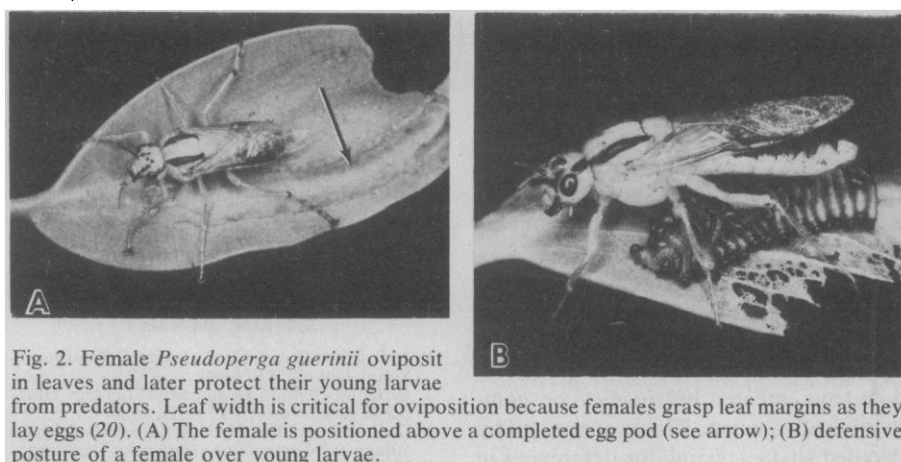 A
B
Fig. 2. Female Pseudoperga guerinii oviposit
in leaves and later protect their young larvae
from predators. Leaf width is critical for oviposition because females grasp leaf margins as they
lay eggs (20). (A) The female is positioned above a completed egg pod (see arrow); (B) defensive
posture of a female over young larvae.